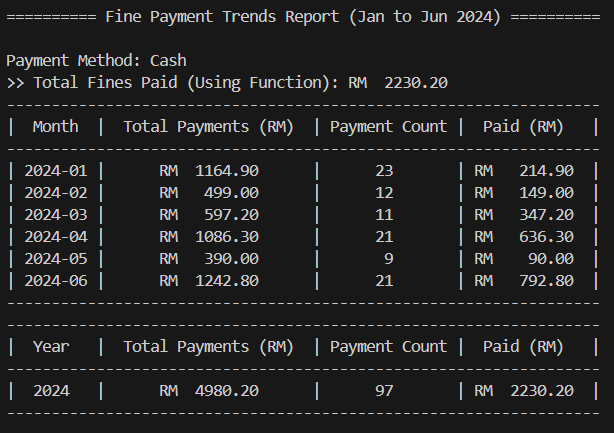 ========== Fine Payment Trends Report (Jan to Jun 2024) ==========
Payment Method: Cash
>> Total Fines Paid (Using Function): RM  2230.20
------------------------------------------------------------------
|  Month  |  Total Payments (RM)  | Payment Count |  Paid (RM)   |
------------------------------------------------------------------
| 2024-01 |      RM  1164.90      |      23       | RM   214.90  |
| 2024-02 |      RM   499.00      |      12       | RM   149.00  |
| 2024-03 |      RM   597.20      |      11       | RM   347.20  |
| 2024-04 |      RM  1086.30      |      21       | RM   636.30  |
| 2024-05 |      RM   390.00      |       9       | RM    90.00  |
| 2024-06 |      RM  1242.80      |      21       | RM   792.80  |
------------------------------------------------------------------
------------------------------------------------------------------
|  Year   |  Total Payments (RM)  | Payment Count |  Paid (RM)   |
------------------------------------------------------------------
|  2024   |      RM  4980.20      |      97       | RM  2230.20  |
------------------------------------------------------------------